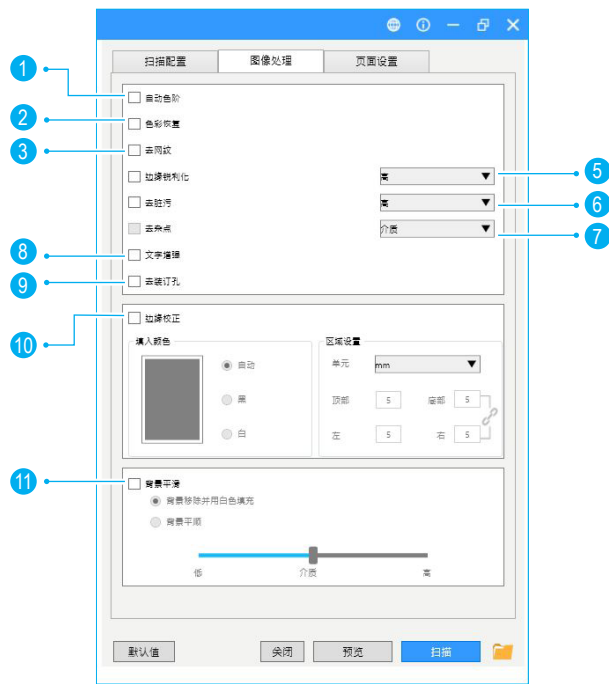 扫描配置 图像处理 页面设置
1 自动色阶
2 色彩恢复
3 去网纹
边缘锐利化 高 5
去脏污 高 6
去杂点 介质 7
8 文字增强
9 去装订孔
10 边缘校正
填入颜色 区域设置
自动 单元 mm
黑 顶部 5 底部 5
白 左 5 右 5
11 背景平滑
背景移除并用白色填充
背景平顺
低 介质 高
默认值 关闭 预览 扫描